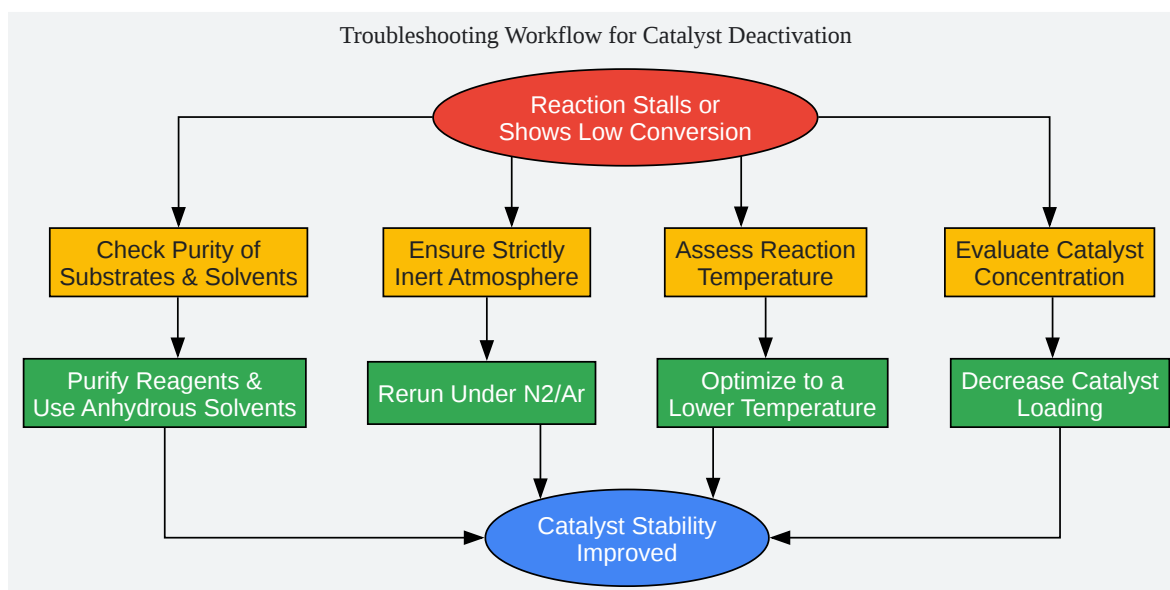 Troubleshooting Workflow for Catalyst Deactivation
Reaction Stalls or
Shows Low Conversion
Check Purity of
Substrates & Solvents
Ensure Strictly
Inert Atmosphere
Assess Reaction
Temperature
Evaluate Catalyst
Concentration
Purify Reagents &
Use Anhydrous Solvents
Rerun Under N2/Ar
Optimize to a
Lower Temperature
Decrease Catalyst
Loading
Catalyst Stability
Improved